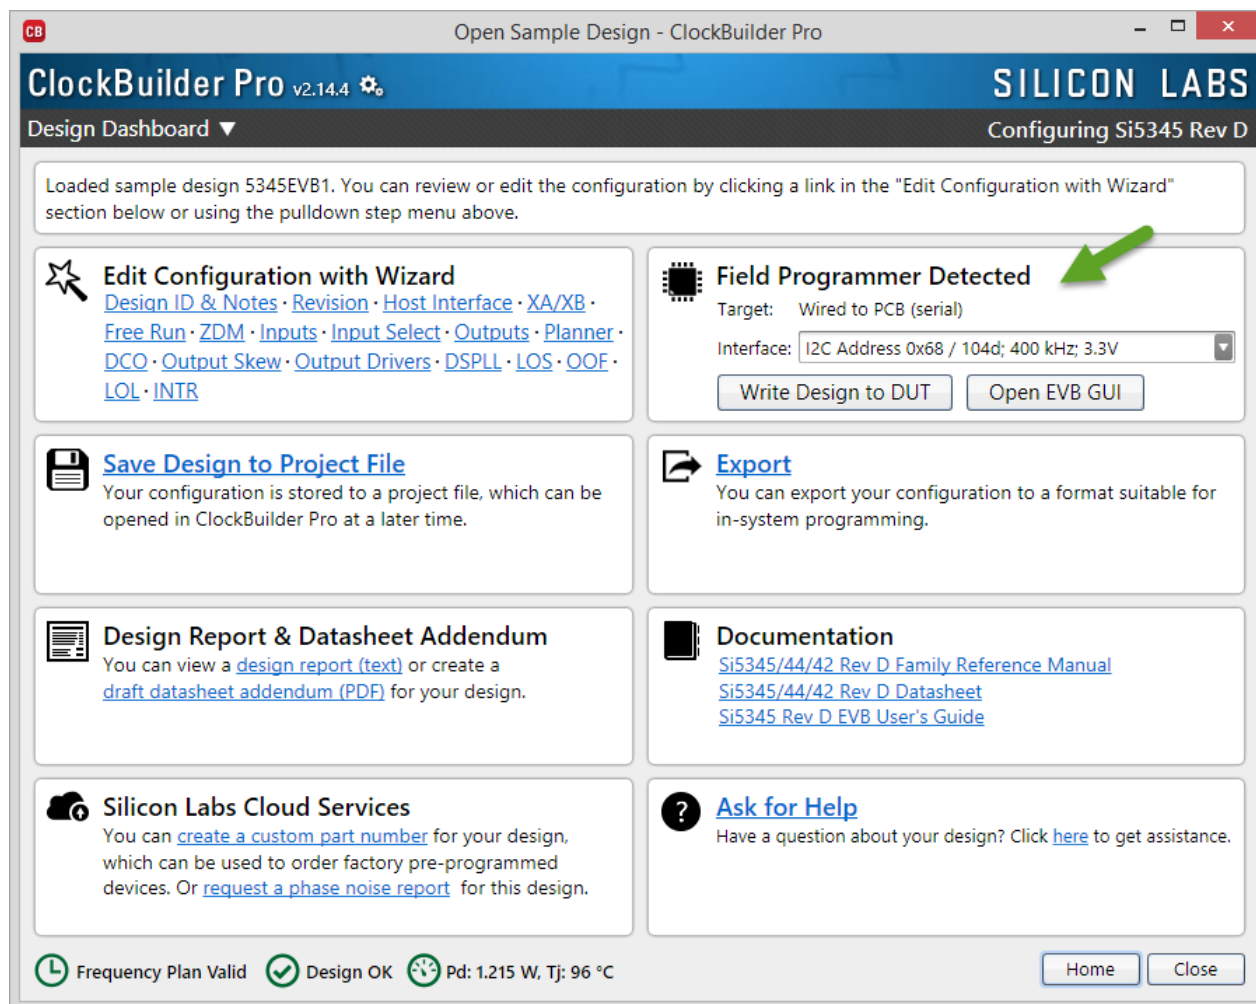 CB
Open Sample Design - ClockBuilder Pro
ClockBuilder Pro v2.14.4
SILICON LABS
Design Dashboard ▼
Configuring Si5345 Rev D
Loaded sample design 5345EVB1. You can review or edit the configuration by clicking a link in the "Edit Configuration with Wizard"
section below or using the pulldown step menu above.
Edit Configuration with Wizard
Design ID & Notes · Revision · Host Interface · XA/XB ·
Free Run · ZDM · Inputs · Input Select · Outputs · Planner ·
DCO · Output Skew · Output Drivers · DSPLL · LOS · OOF ·
LOL · INTR
Field Programmer Detected
Target: Wired to PCB (serial)
Interface: I2C Address 0x68 / 104d; 400 kHz; 3.3V
Write Design to DUT
Open EVB GUI
Save Design to Project File
Your configuration is stored to a project file, which can be
opened in ClockBuilder Pro at a later time.
Export
You can export your configuration to a format suitable for
in-system programming.
Design Report & Datasheet Addendum
You can view a design report (text) or create a
draft datasheet addendum (PDF) for your design.
Documentation
Si5345/44/42 Rev D Family Reference Manual
Si5345/44/42 Rev D Datasheet
Si5345 Rev D EVB User's Guide
Silicon Labs Cloud Services
You can create a custom part number for your design,
which can be used to order factory pre-programmed
devices. Or request a phase noise report for this design.
? Ask for Help
Have a question about your design? Click here to get assistance.
Frequency Plan Valid
Design OK
Pd: 1.215 W, Tj: 96 °C
Home
Close